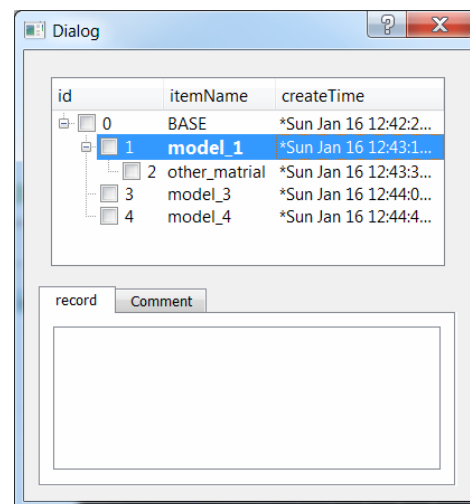 Dialog
id itemName createTime
0 BASE *Sun Jan 16 12:42:2...
1 model_1 *Sun Jan 16 12:43:1...
2 other_matrial *Sun Jan 16 12:43:3...
3 model_3 *Sun Jan 16 12:44:0...
4 model_4 *Sun Jan 16 12:44:4...
record Comment